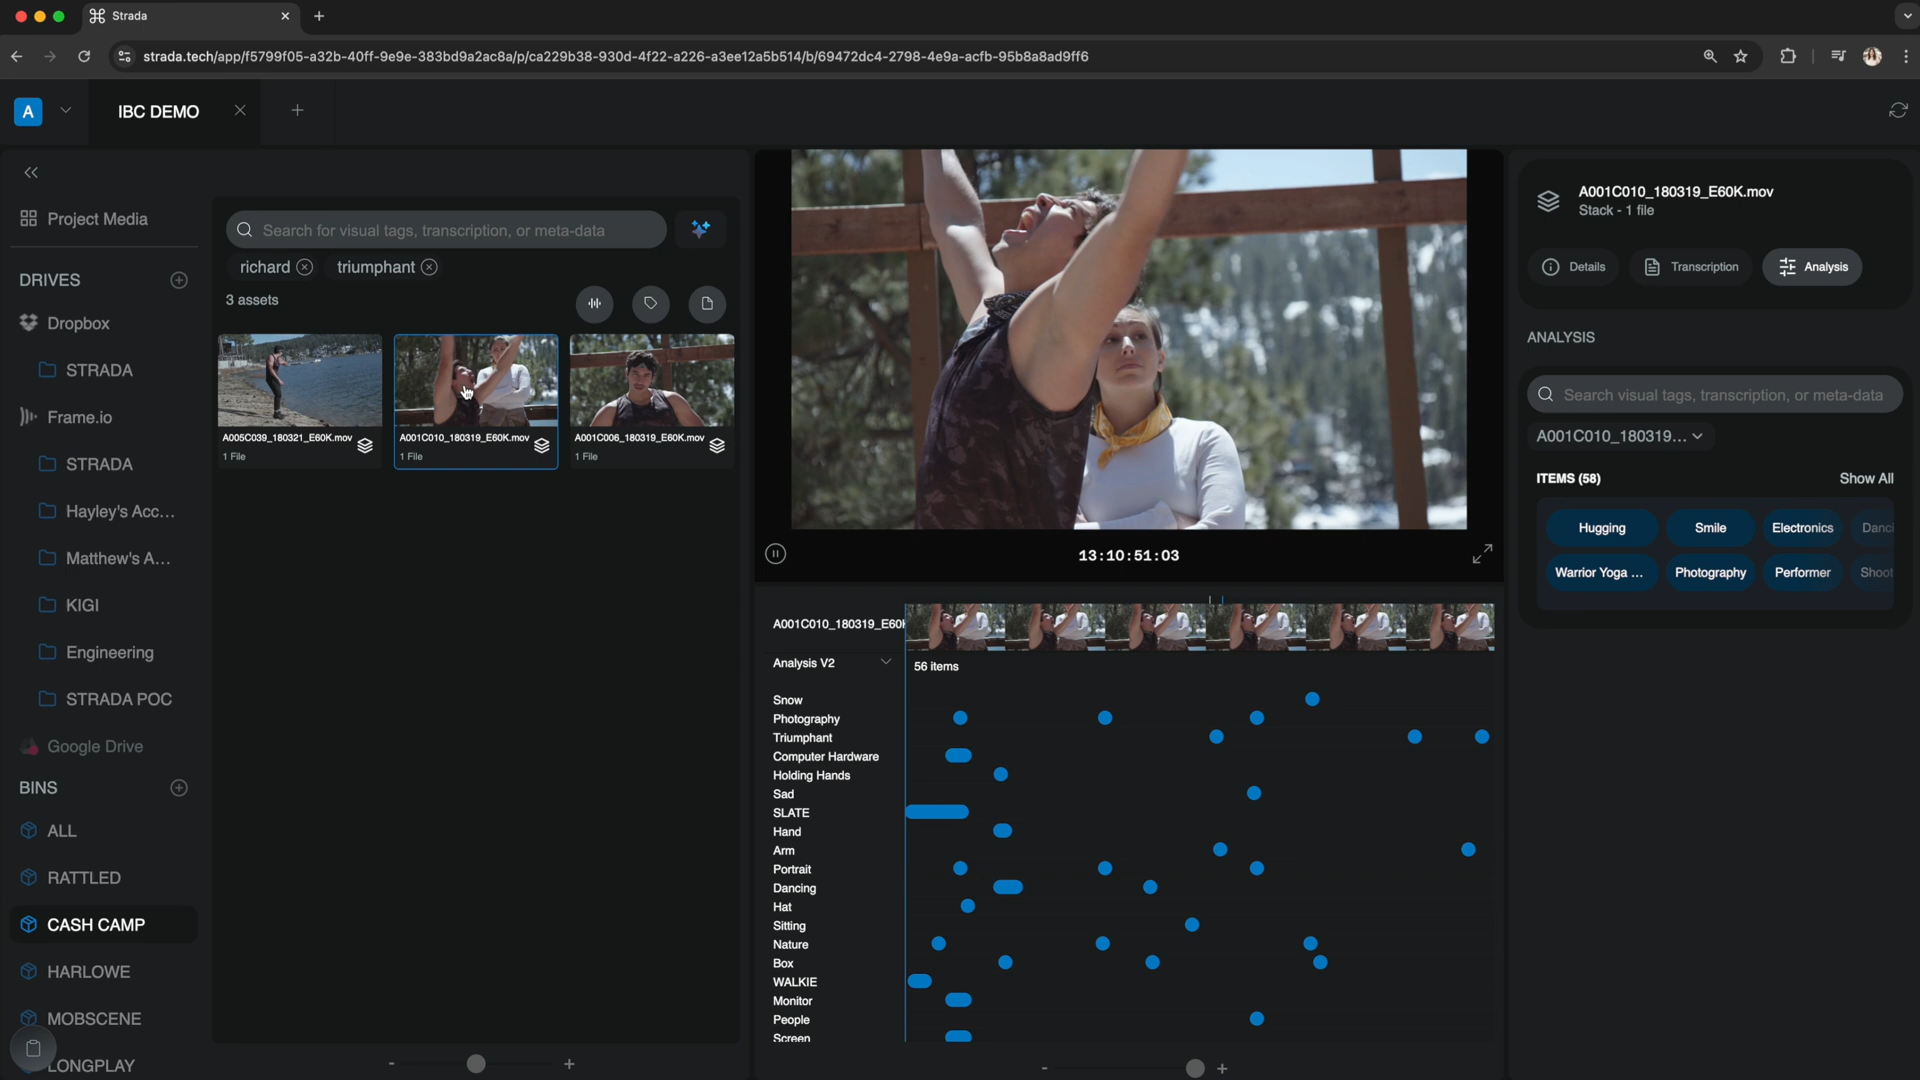 Strada
strada.tech/app/f5799f05-a32b-40ff-9e9e-383bd9a2ac8a/p/ca229b38-930d-4f22-a226-a3ee12a5b514/b/69472dc4-2798-4e9a-acfb-95b8a8ad9ff6
A
IBC DEMO
Project Media
DRIVES
Dropbox
STRADA
Frame.io
STRADA
Hayley's Acc...
Matthew's A...
KIGI
Engineering
STRADA POC
Google Drive
BINS
ALL
RATTLED
CASH CAMP
HARLOWE
MOBSCENE
LONGPLAY
Search for visual tags, transcription, or meta-data
richard
triumphant
3 assets
A005C039_180321_E60K.mov
1 File
A001C010_180319_E60K.mov
1 File
A001C006_180319_E60K.mov
1 File
- +
13:10:51:03
A001C010_180319_E60K
Analysis V2
56 items
Snow
Photography
Triumphant
Computer Hardware
Holding Hands
Sad
SLATE
Hand
Arm
Portrait
Dancing
Hat
Sitting
Nature
Box
WALKIE
Monitor
People
Screen
- +
A001C010_180319_E60K.mov
Stack - 1 file
Details
Transcription
Analysis
ANALYSIS
Search visual tags, transcription, or meta-data
A001C010_180319...
ITEMS (58)
Show All
Hugging
Smile
Electronics
Danci
Warrior Yoga ...
Photography
Performer
Shoot